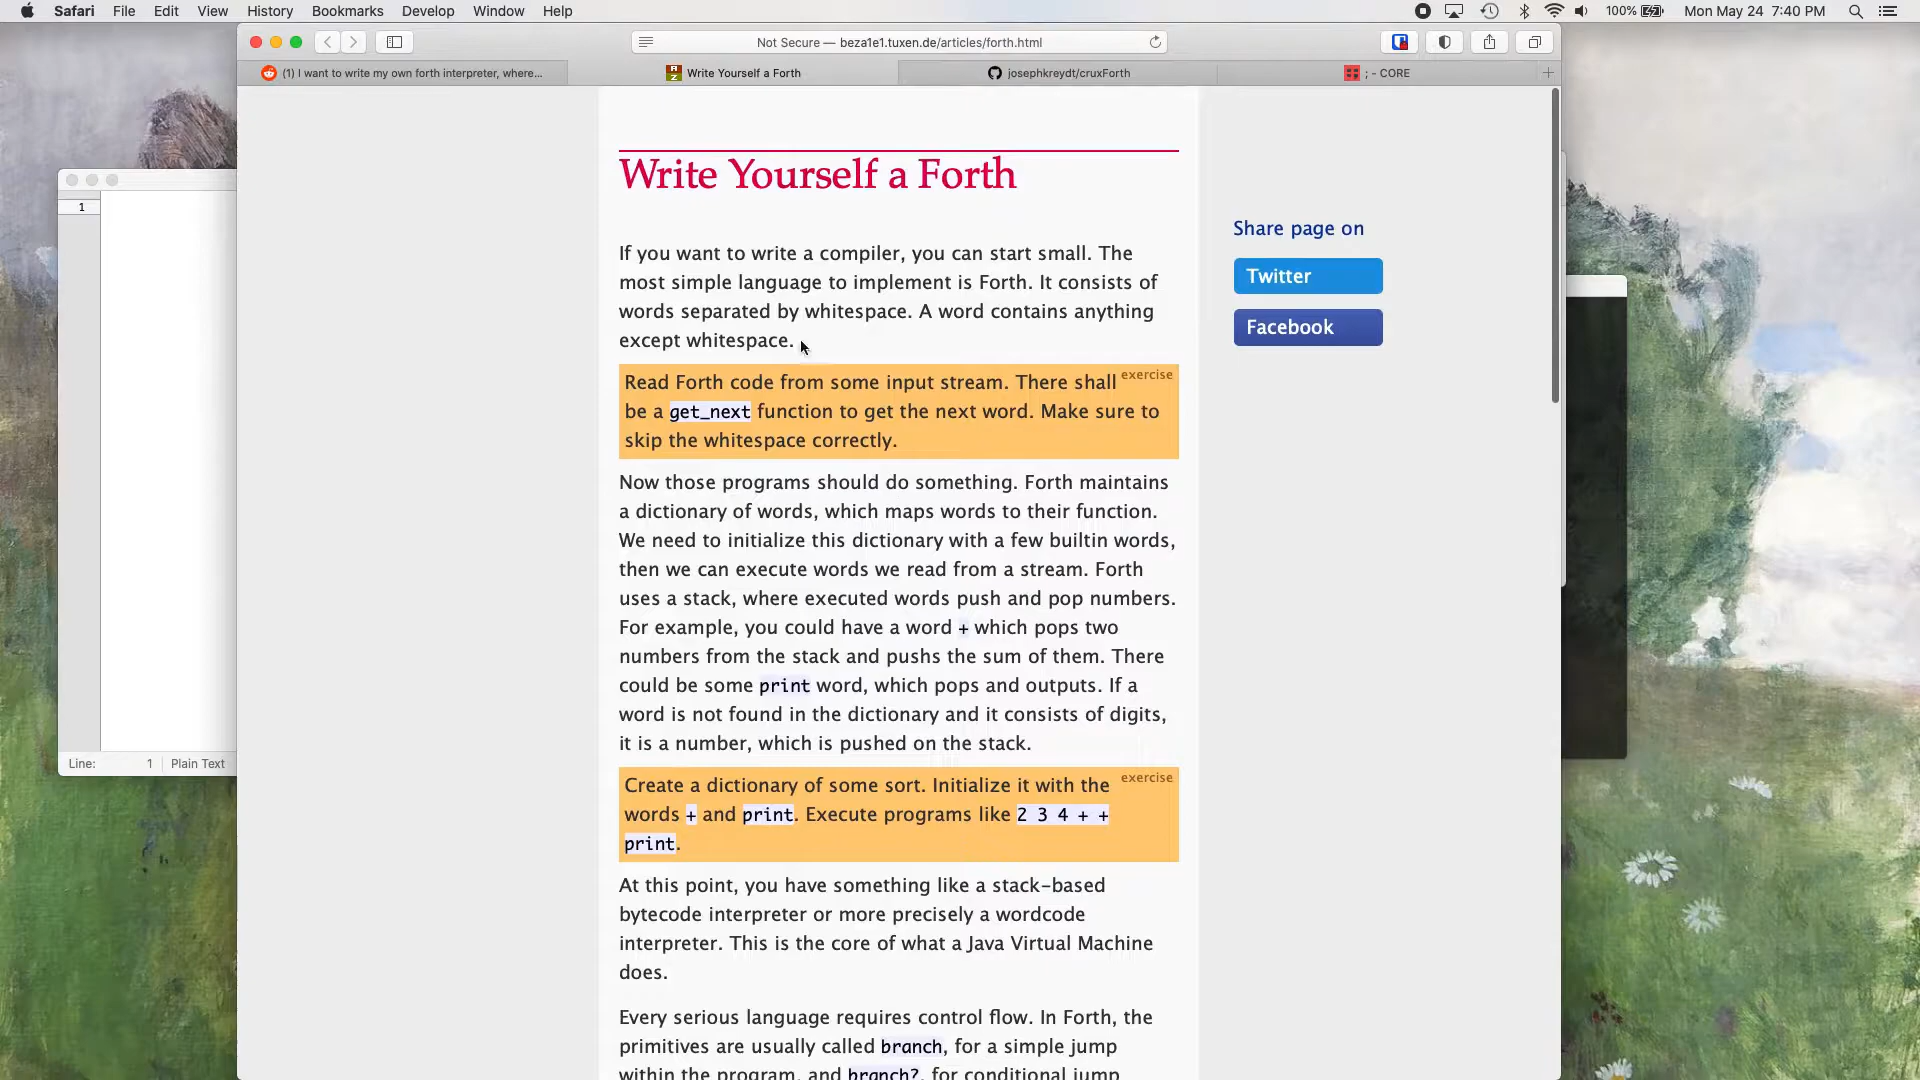 Safari File Edit View History Bookmarks Develop Window Help
100% Mon May 24 7:40 PM
Not Secure — beza1e1.tuxen.de/articles/forth.html
(1) I want to write my own forth interpreter, where...
Write Yourself a Forth
josephkreydt/cruxForth
; - CORE
Write Yourself a Forth
If you want to write a compiler, you can start small. The
most simple language to implement is Forth. It consists of
words separated by whitespace. A word contains anything
except whitespace.
exercise
Read Forth code from some input stream. There shall
be a get_next function to get the next word. Make sure to
skip the whitespace correctly.
Now those programs should do something. Forth maintains
a dictionary of words, which maps words to their function.
We need to initialize this dictionary with a few builtin words,
then we can execute words we read from a stream. Forth
uses a stack, where executed words push and pop numbers.
For example, you could have a word + which pops two
numbers from the stack and pushs the sum of them. There
could be some print word, which pops and outputs. If a
word is not found in the dictionary and it consists of digits,
it is a number, which is pushed on the stack.
exercise
Create a dictionary of some sort. Initialize it with the
words + and print. Execute programs like 2 3 4 + +
print.
At this point, you have something like a stack-based
bytecode interpreter or more precisely a wordcode
interpreter. This is the core of what a Java Virtual Machine
does.
Every serious language requires control flow. In Forth, the
primitives are usually called branch, for a simple jump
within the program, and branch?, for conditional jump
Share page on
Twitter
Facebook
1
Line: 1 Plain Text